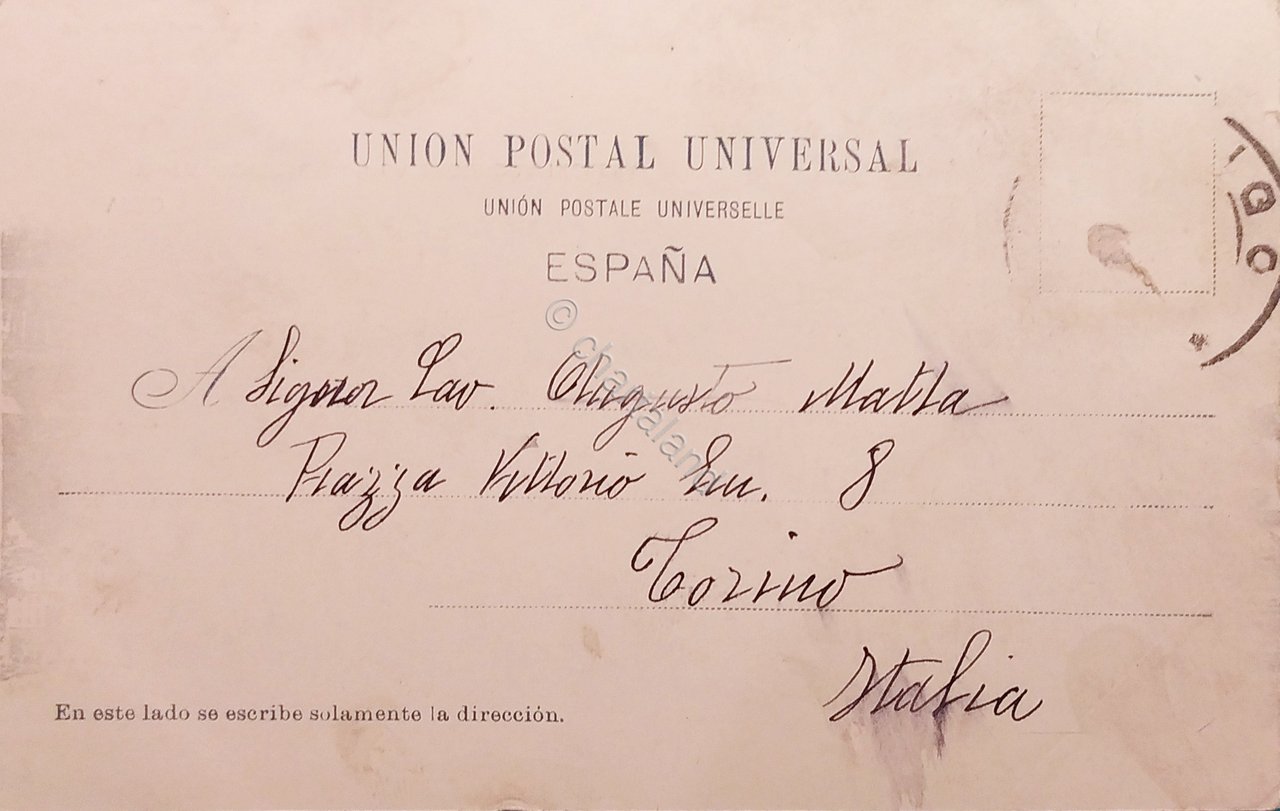 UNION POSTAL UNIVERSAL
UNIÓN POSTALE UNIVERSELLE
ESPAÑA
A Signor Cav. Augusto Matta
Piazza Vittorio Em. 8
Torino
Italia
En este lado se escribe solamente la dirección.